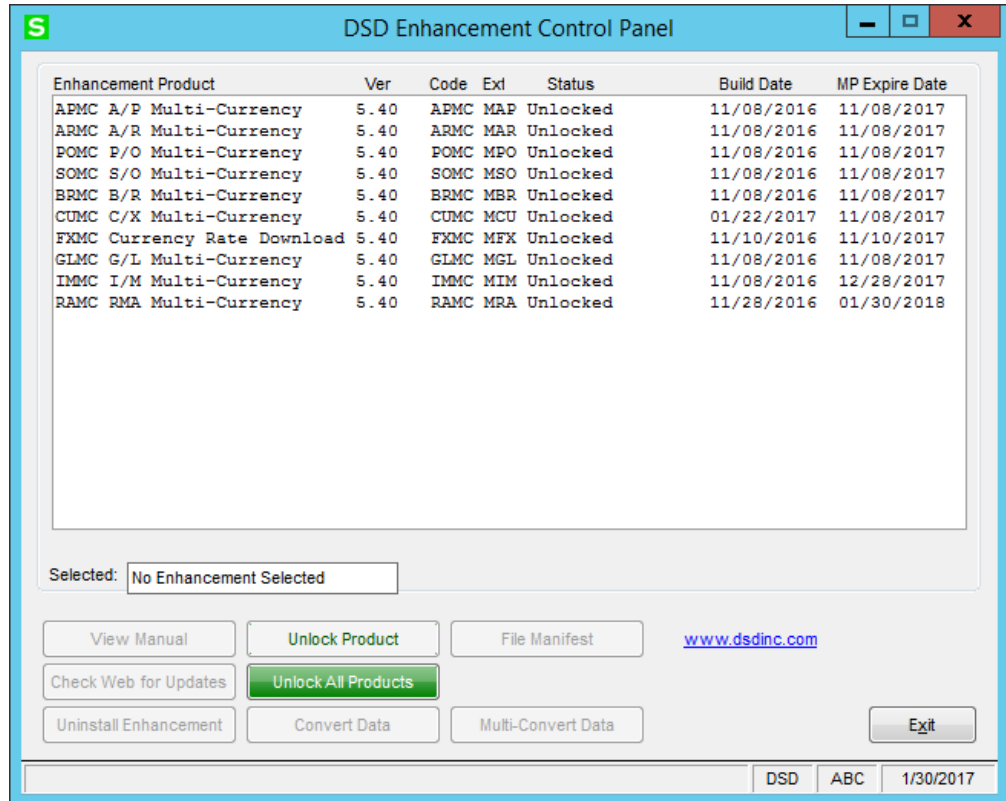 S DSD Enhancement Control Panel x
Enhancement Product Ver Code Ext Status Build Date MP Expire Date
APMC A/P Multi-Currency 5.40 APMC MAP Unlocked 11/08/2016 11/08/2017
ARMC A/R Multi-Currency 5.40 ARMC MAR Unlocked 11/08/2016 11/08/2017
POMC P/O Multi-Currency 5.40 POMC MPO Unlocked 11/08/2016 11/08/2017
SOMC S/O Multi-Currency 5.40 SOMC MSO Unlocked 11/08/2016 11/08/2017
BRMC B/R Multi-Currency 5.40 BRMC MBR Unlocked 11/08/2016 11/08/2017
CUMC C/X Multi-Currency 5.40 CUMC MCU Unlocked 01/22/2017 11/08/2017
FXMC Currency Rate Download 5.40 FXMC MFX Unlocked 11/10/2016 11/10/2017
GLMC G/L Multi-Currency 5.40 GLMC MGL Unlocked 11/08/2016 11/08/2017
IMMC I/M Multi-Currency 5.40 IMMC MIM Unlocked 11/08/2016 12/28/2017
RAMC RMA Multi-Currency 5.40 RAMC MRA Unlocked 11/28/2016 01/30/2018
Selected: No Enhancement Selected
View Manual Unlock Product File Manifest www.dsdinc.com
Check Web for Updates Unlock All Products
Uninstall Enhancement Convert Data Multi-Convert Data Exit
DSD ABC 1/30/2017